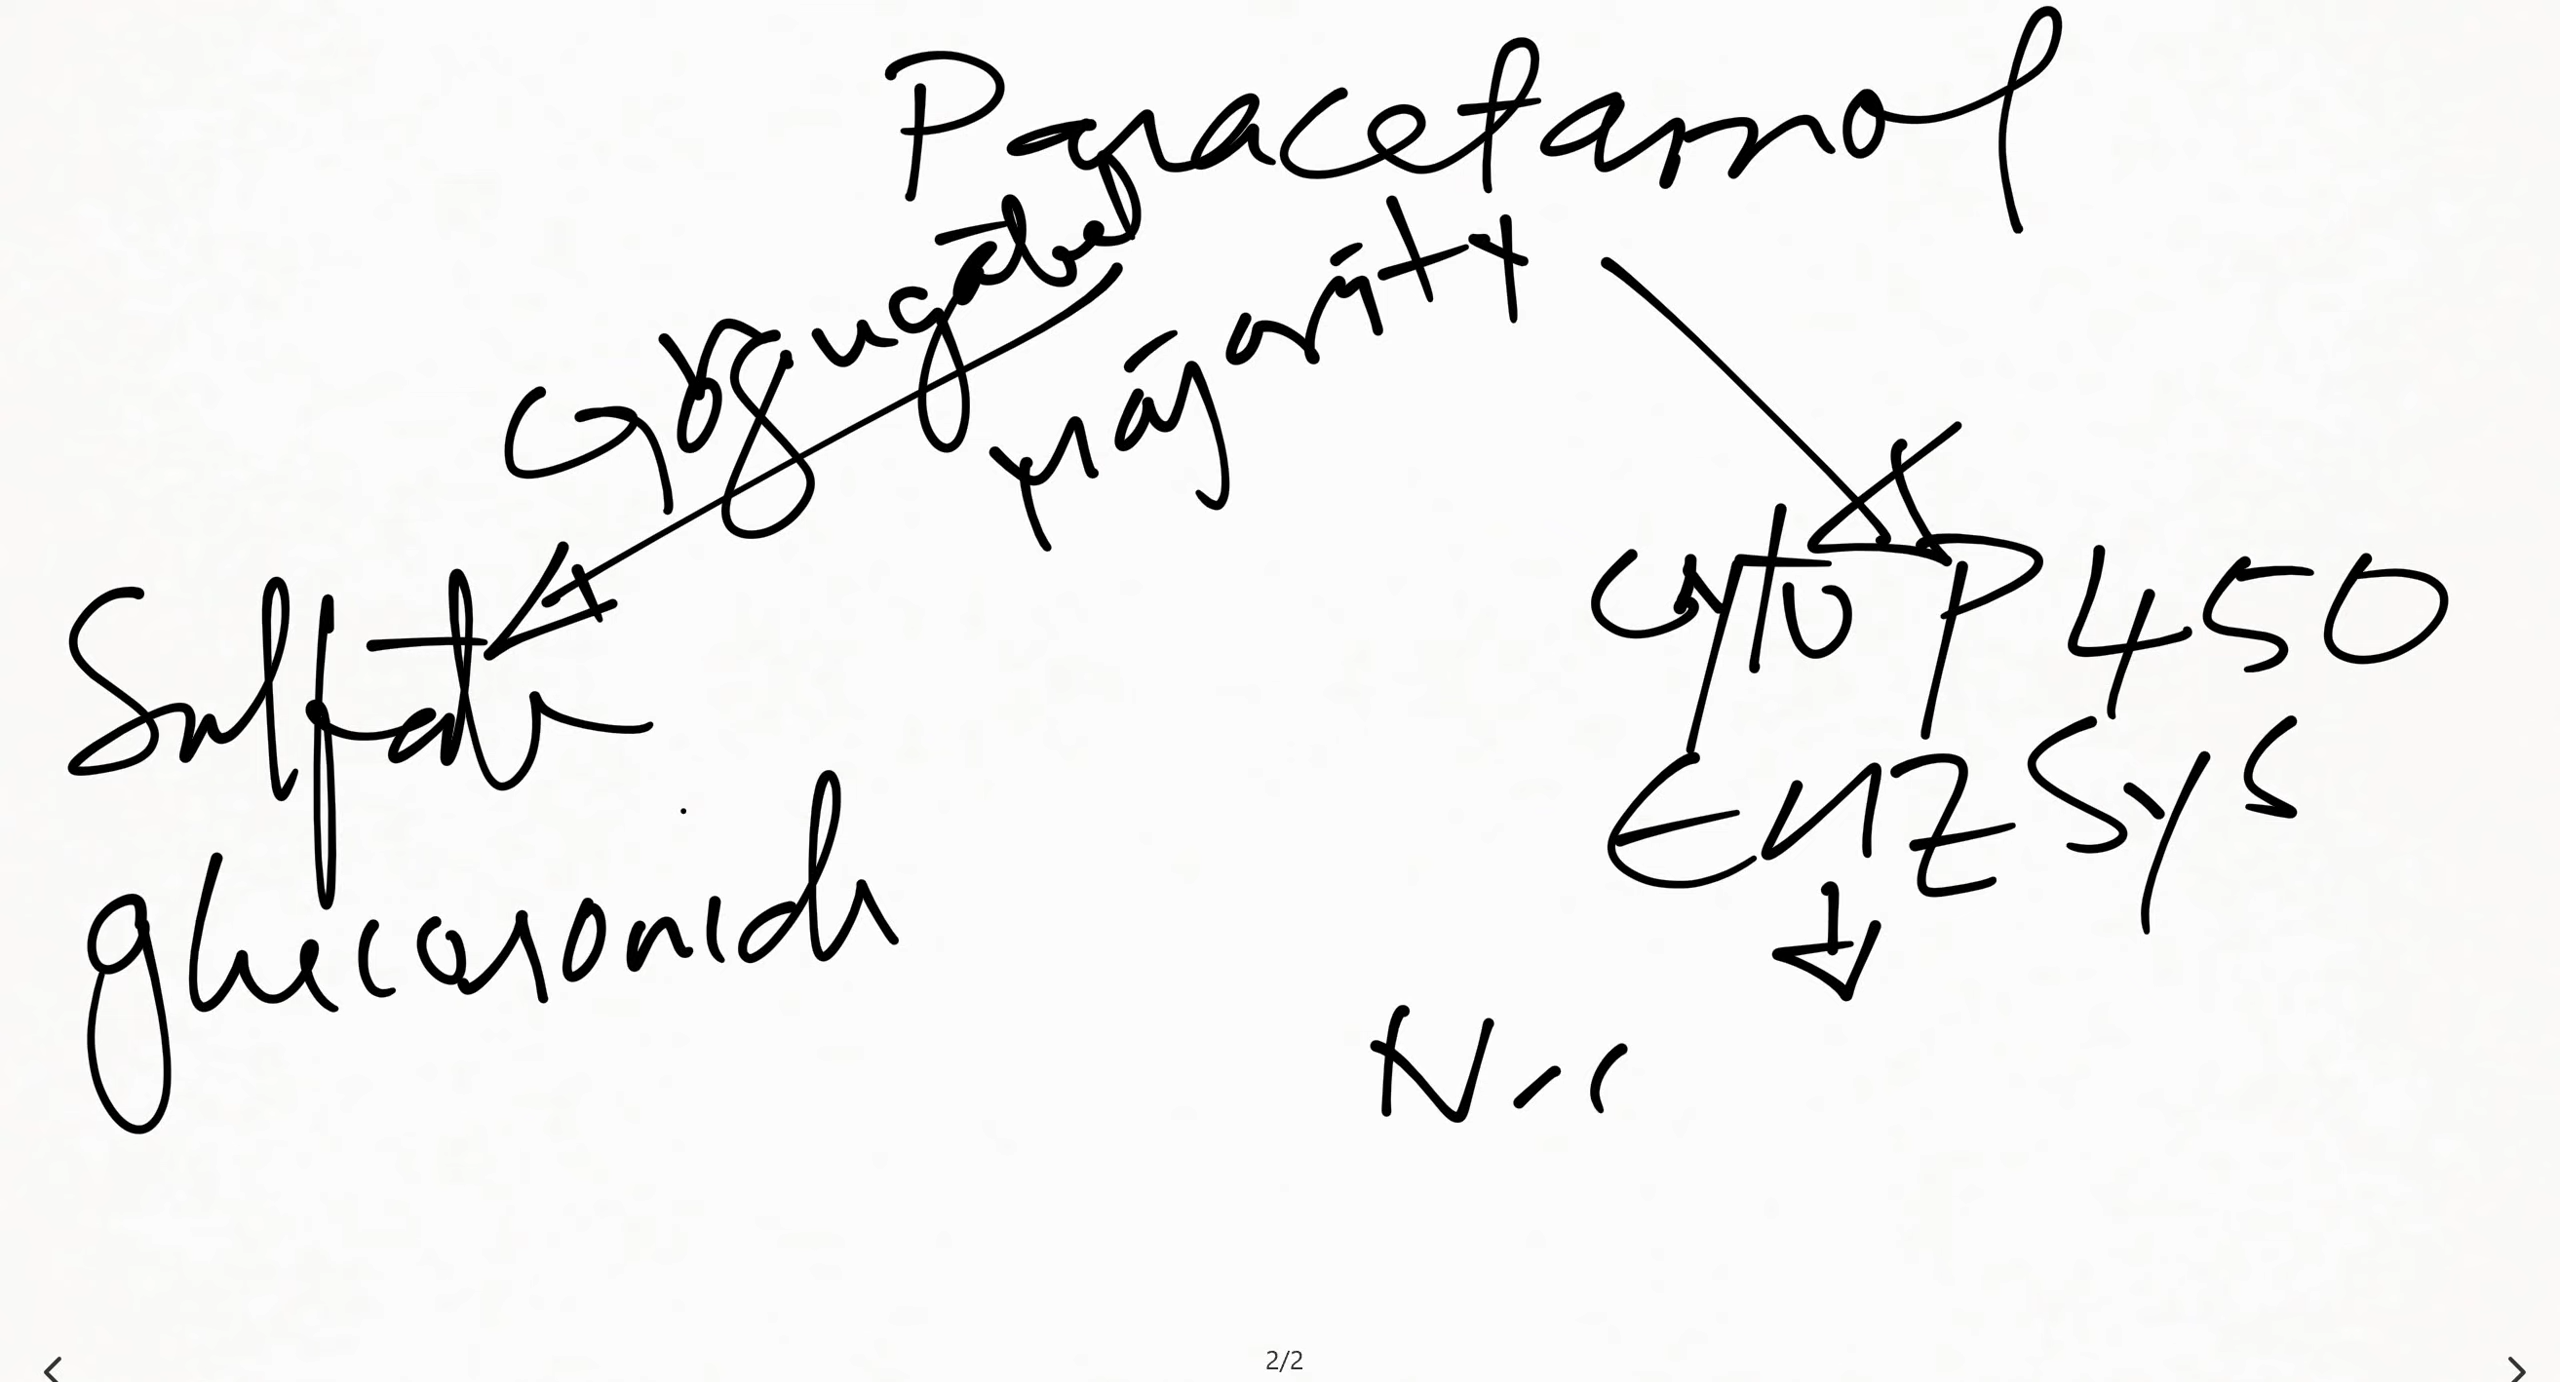 Paracetamol
Conjugated
majority
Cyto P450
Enz Sys
Sulfate
glucoronide
N-
2/2